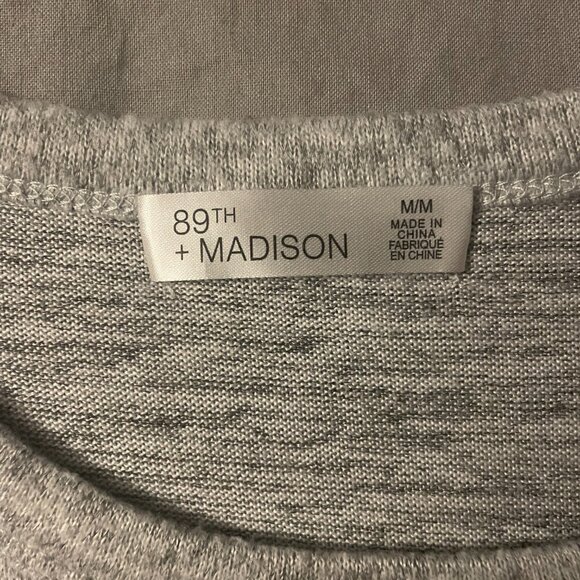 89TH
+ MADISON
M/M
MADE IN
CHINA
FABRIQUÉ
EN CHINE